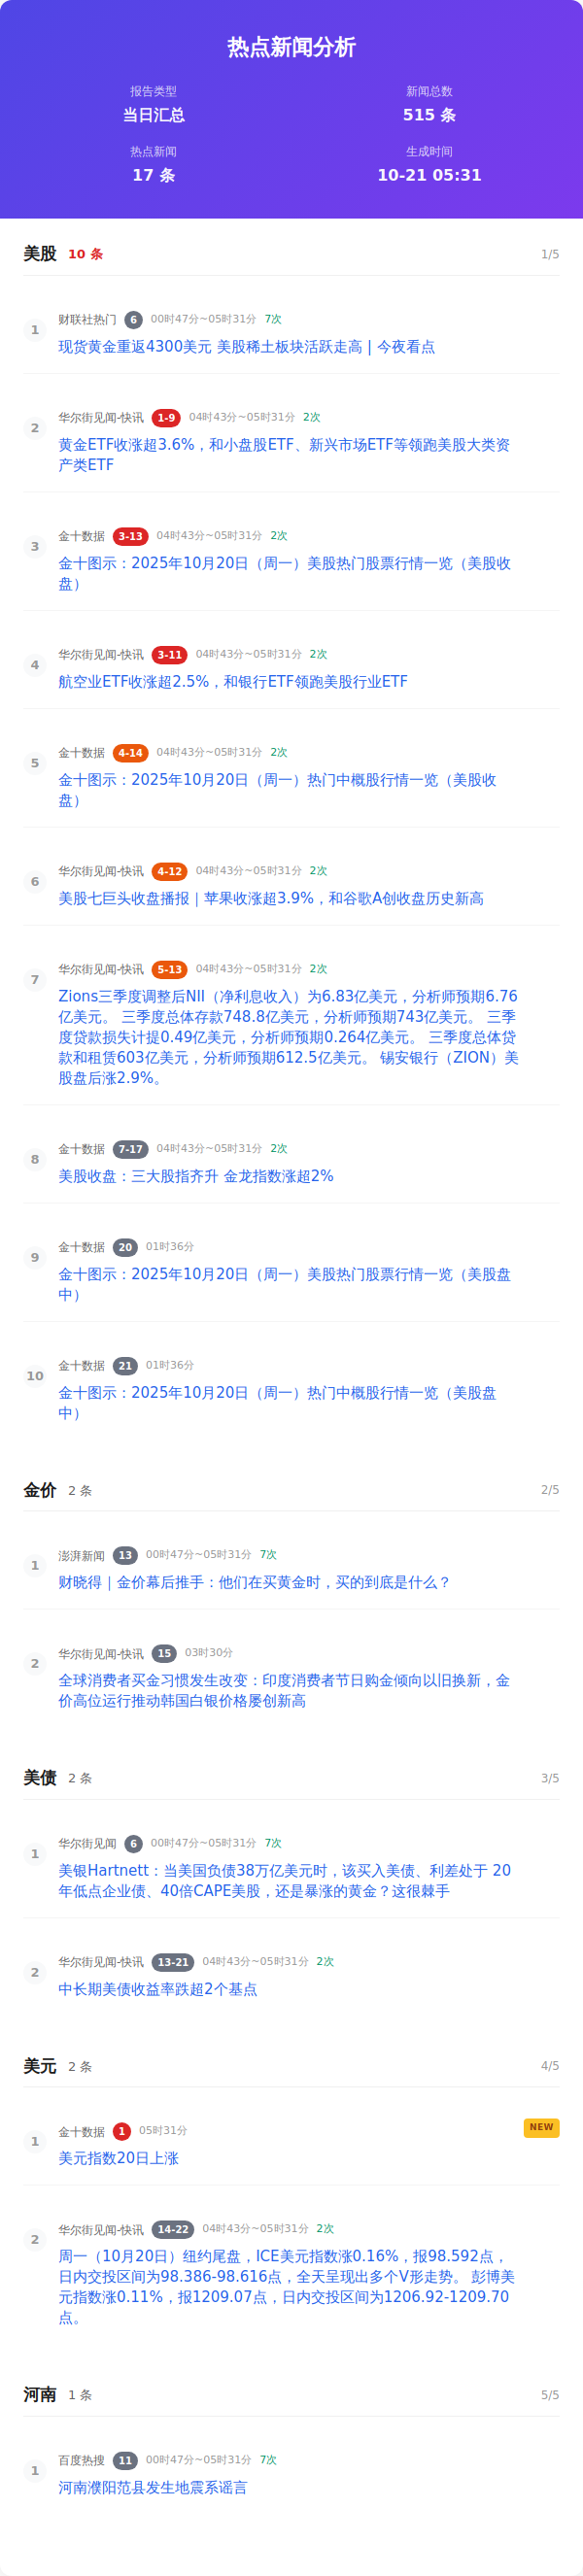 热点新闻分析
报告类型
当日汇总
新闻总数
515 条
热点新闻
17 条
生成时间
10-21 05:31
美股 10 条 1/5
1
财联社热门 6 00时47分~05时31分 7次
现货黄金重返4300美元 美股稀土板块活跃走高 | 今夜看点
2
华尔街见闻-快讯 1-9 04时43分~05时31分 2次
黄金ETF收涨超3.6%，和小盘股ETF、新兴市场ETF等领跑美股大类资
产类ETF
3
金十数据 3-13 04时43分~05时31分 2次
金十图示：2025年10月20日（周一）美股热门股票行情一览（美股收
盘）
4
华尔街见闻-快讯 3-11 04时43分~05时31分 2次
航空业ETF收涨超2.5%，和银行ETF领跑美股行业ETF
5
金十数据 4-14 04时43分~05时31分 2次
金十图示：2025年10月20日（周一）热门中概股行情一览（美股收
盘）
6
华尔街见闻-快讯 4-12 04时43分~05时31分 2次
美股七巨头收盘播报｜苹果收涨超3.9%，和谷歌A创收盘历史新高
7
华尔街见闻-快讯 5-13 04时43分~05时31分 2次
Zions三季度调整后NII（净利息收入）为6.83亿美元，分析师预期6.76
亿美元。 三季度总体存款748.8亿美元，分析师预期743亿美元。 三季
度贷款损失计提0.49亿美元，分析师预期0.264亿美元。 三季度总体贷
款和租赁603亿美元，分析师预期612.5亿美元。 锡安银行（ZION）美
股盘后涨2.9%。
8
金十数据 7-17 04时43分~05时31分 2次
美股收盘：三大股指齐升 金龙指数涨超2%
9
金十数据 20 01时36分
金十图示：2025年10月20日（周一）美股热门股票行情一览（美股盘
中）
10
金十数据 21 01时36分
金十图示：2025年10月20日（周一）热门中概股行情一览（美股盘
中）
金价 2 条 2/5
1
澎湃新闻 13 00时47分~05时31分 7次
财晓得｜金价幕后推手：他们在买黄金时，买的到底是什么？
2
华尔街见闻-快讯 15 03时30分
全球消费者买金习惯发生改变：印度消费者节日购金倾向以旧换新，金
价高位运行推动韩国白银价格屡创新高
美债 2 条 3/5
1
华尔街见闻 6 00时47分~05时31分 7次
美银Hartnett：当美国负债38万亿美元时，该买入美债、利差处于 20
年低点企业债、40倍CAPE美股，还是暴涨的黄金？这很棘手
2
华尔街见闻-快讯 13-21 04时43分~05时31分 2次
中长期美债收益率跌超2个基点
美元 2 条 4/5
1
金十数据 1 05时31分 NEW
美元指数20日上涨
2
华尔街见闻-快讯 14-22 04时43分~05时31分 2次
周一（10月20日）纽约尾盘，ICE美元指数涨0.16%，报98.592点，
日内交投区间为98.386-98.616点，全天呈现出多个V形走势。 彭博美
元指数涨0.11%，报1209.07点，日内交投区间为1206.92-1209.70
点。
河南 1 条 5/5
1
百度热搜 11 00时47分~05时31分 7次
河南濮阳范县发生地震系谣言